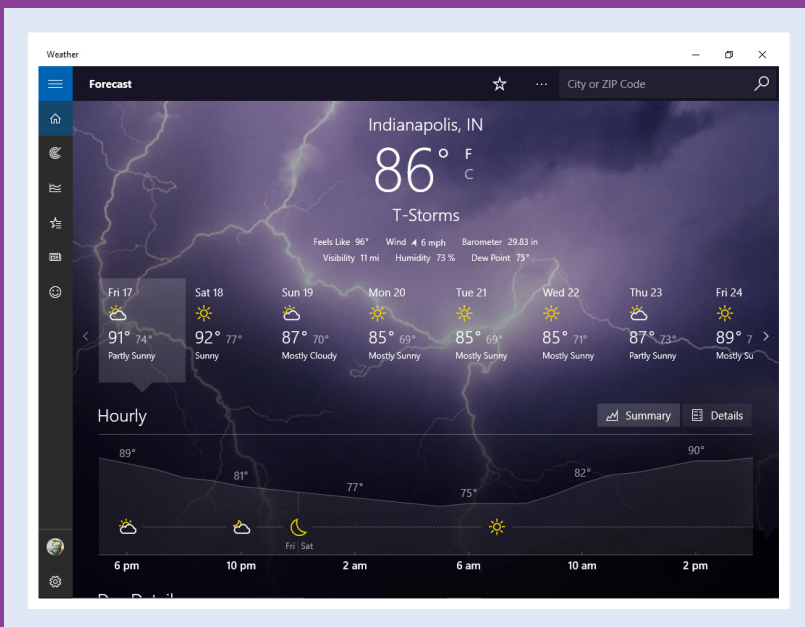 Weather
Forecast
City or ZIP Code
Indianapolis, IN
86° F
C
T-Storms
Feels Like 96° Wind 6 mph Barometer 29.83 in
Visibility 11 mi Humidity 73 % Dew Point 75°
Fri 17 Sat 18 Sun 19 Mon 20 Tue 21 Wed 22 Thu 23 Fri 24
91° 74° 92° 77° 87° 70° 85° 69° 85° 69° 85° 71° 87° 73° 89° 7
Partly Sunny Sunny Mostly Cloudy Mostly Sunny Mostly Sunny Mostly Sunny Partly Sunny Mostly Su
Hourly Summary Details
89° 81° 77° 75° 82° 90°
Fri Sat
6 pm 10 pm 2 am 6 am 10 am 2 pm